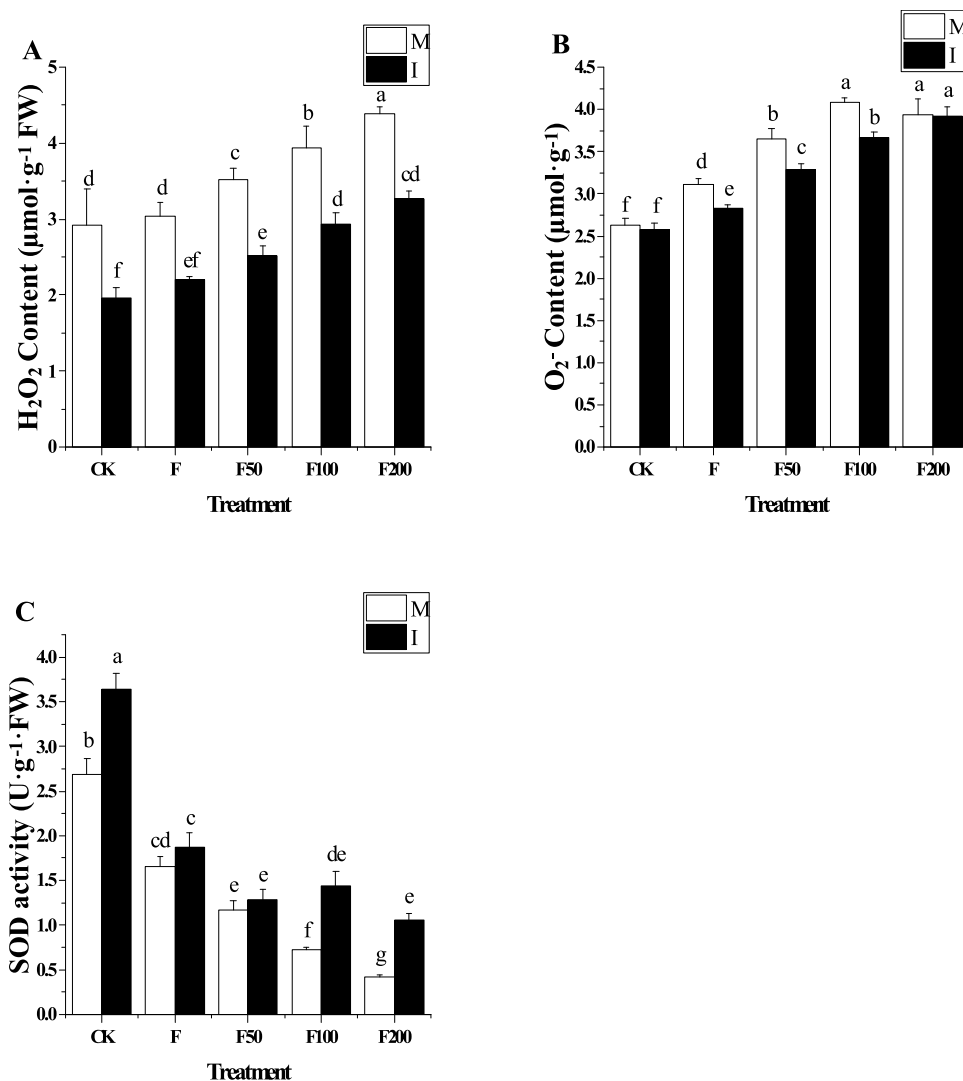 A
M
I
H₂O₂ Content (μmol·g⁻¹ FW)
5
4
3
2
1
0
d
f
d
ef
c
e
b
d
a
cd
CK F F50 F100 F200
Treatment
B
M
I
O₂⁻ Content (μmol·g⁻¹)
4.5
4.0
3.5
3.0
2.5
2.0
1.5
1.0
0.5
0.0
f
f
d
e
b
c
a
b
a
a
CK F F50 F100 F200
Treatment
C
M
I
SOD activity (U·g⁻¹·FW)
4.0
3.5
3.0
2.5
2.0
1.5
1.0
0.5
0.0
b
a
cd
c
e
e
f
de
g
e
CK F F50 F100 F200
Treatment